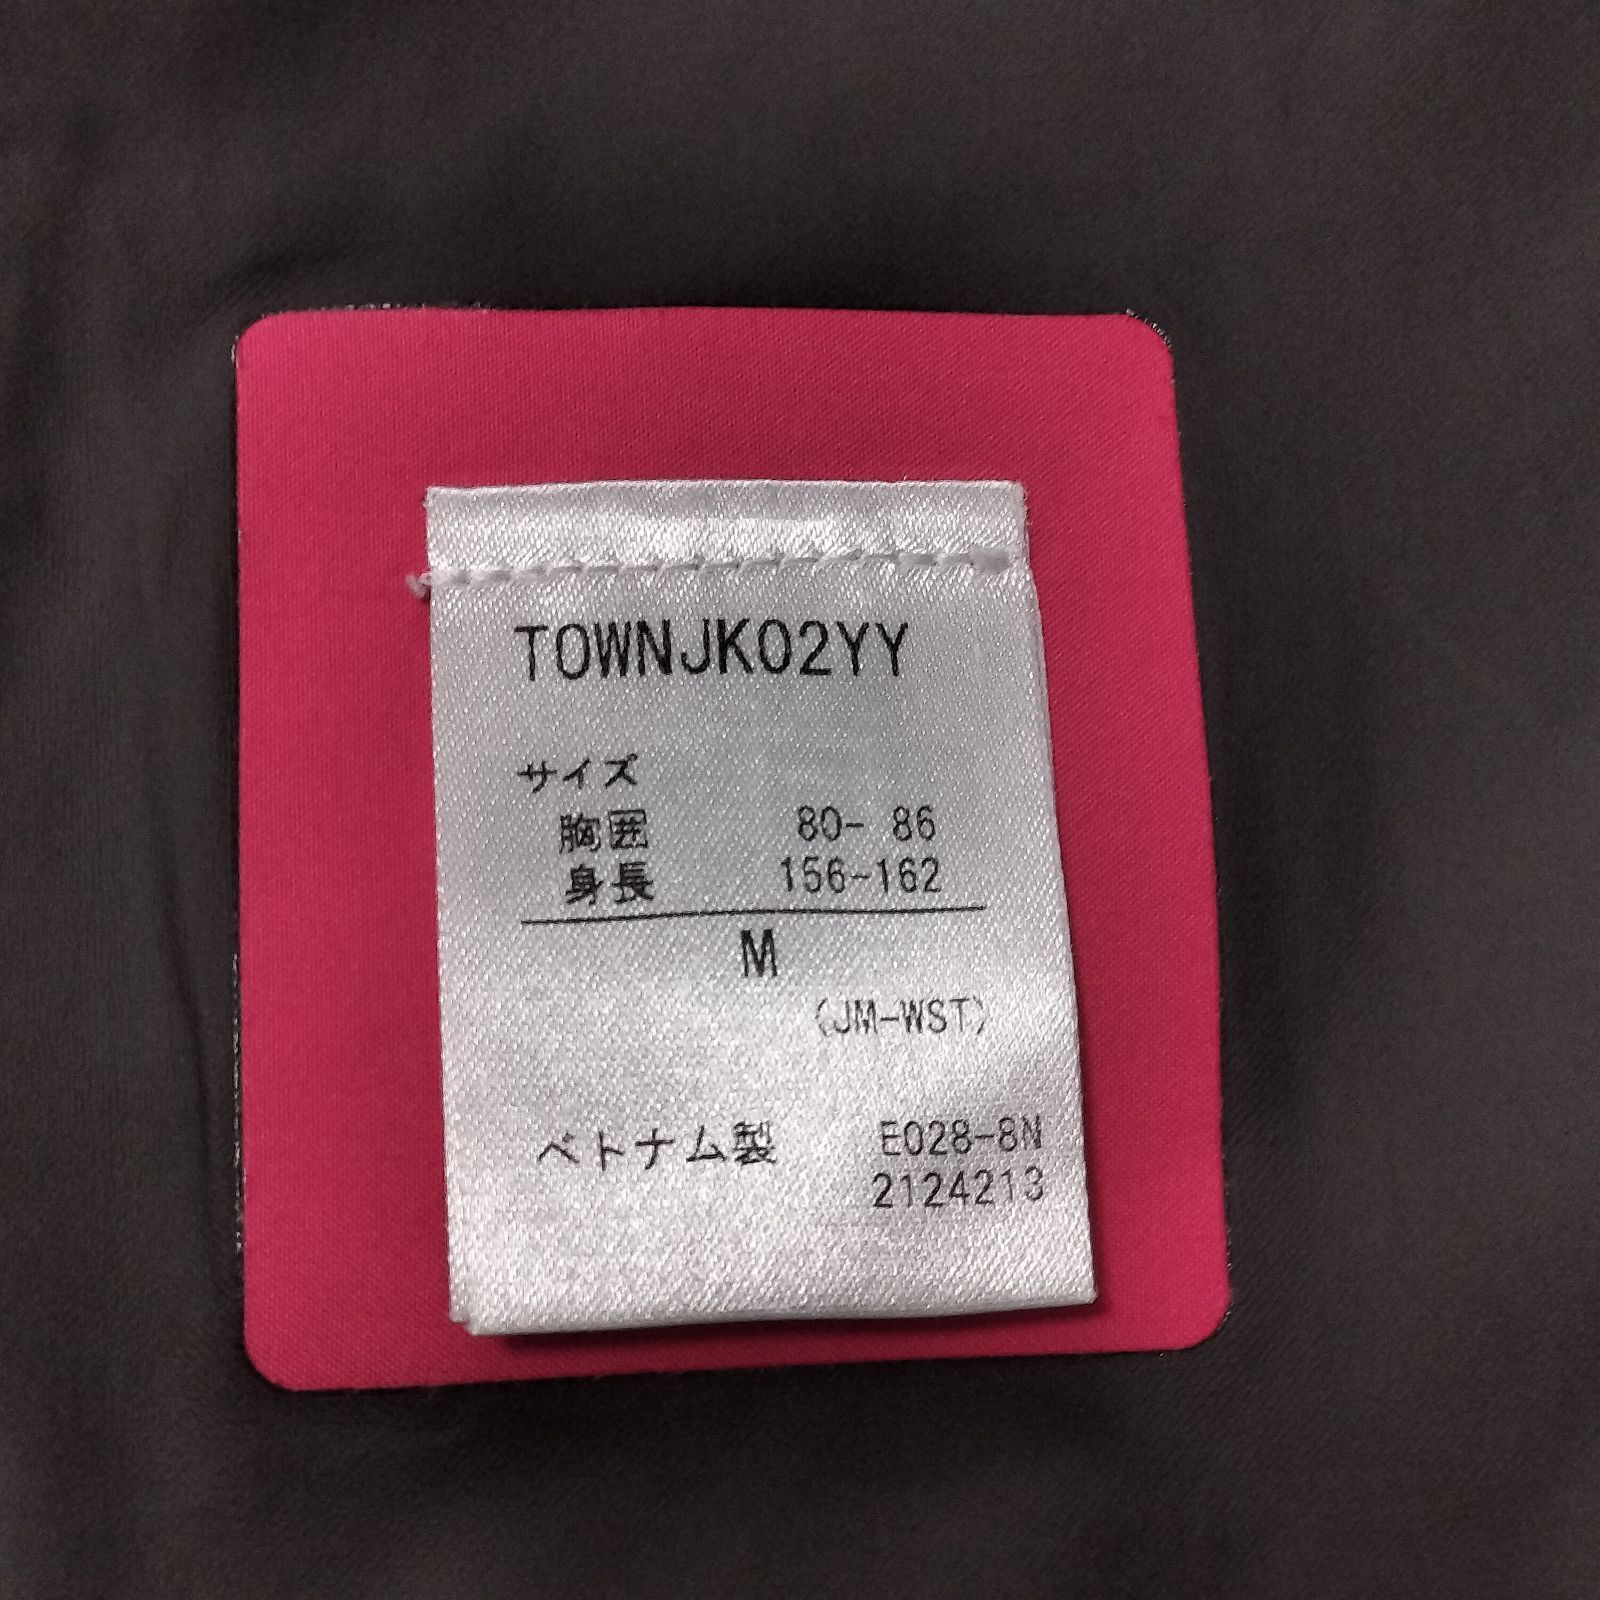 TOWNJK02YY
サイズ
胸囲 80- 86
身長 156-162
M
(JM-WST)
ベトナム製 E028-8N
2124213